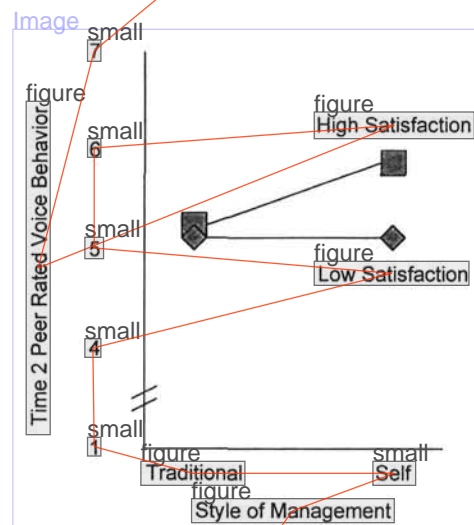 Image
small
7
figure
Time 2 Peer Rated Voice Behavior
small
6
figure
High Satisfaction
small
5
figure
Low Satisfaction
small
4
small
1
figure
Traditional
small
Self
figure
Style of Management